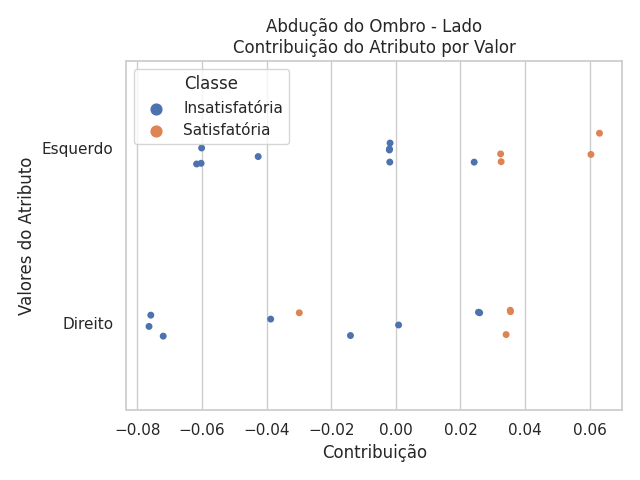 Abdução do Ombro - Lado
Contribuição do Atributo por Valor
Classe
Insatisfatória
Satisfatória
Valores do Atributo
Esquerdo
Direito
−0.08
−0.06
−0.04
−0.02
0.00
0.02
0.04
0.06
Contribuição